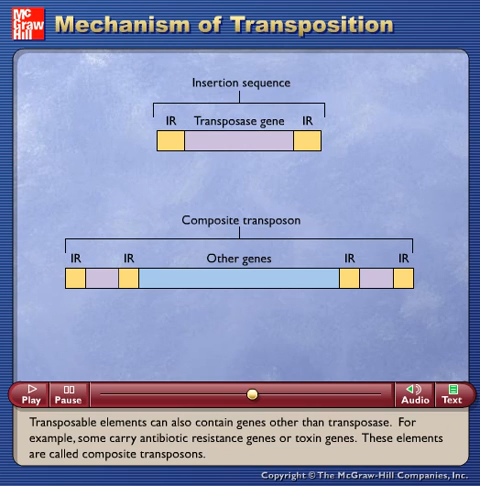 Mc
Graw
Hill
Mechanism of Transposition
Insertion sequence
IR Transposase gene IR
Composite transposon
IR IR Other genes IR IR
Play Pause Audio Text
Transposable elements can also contain genes other than transposase. For
example, some carry antibiotic resistance genes or toxin genes. These elements
are called composite transposons.
Copyright © The McGraw-Hill Companies, Inc.